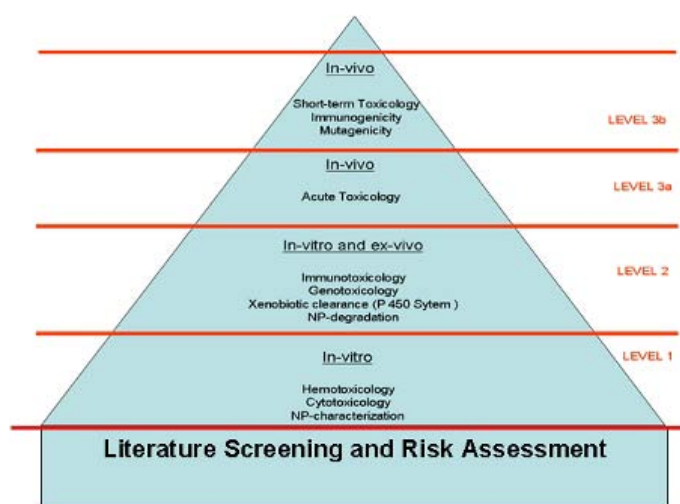 In-vivo
Short-term Toxicology
Immunogenicity
Mutagenicity
LEVEL 3b
In-vivo
Acute Toxicology
LEVEL 3a
In-vitro and ex-vivo
Immunotoxicology
Genotoxicology
Xenobiotic clearance (P 450 Sytem )
NP-degradation
LEVEL 2
In-vitro
Hemotoxicology
Cytotoxicology
NP-characterization
LEVEL 1
Literature Screening and Risk Assessment